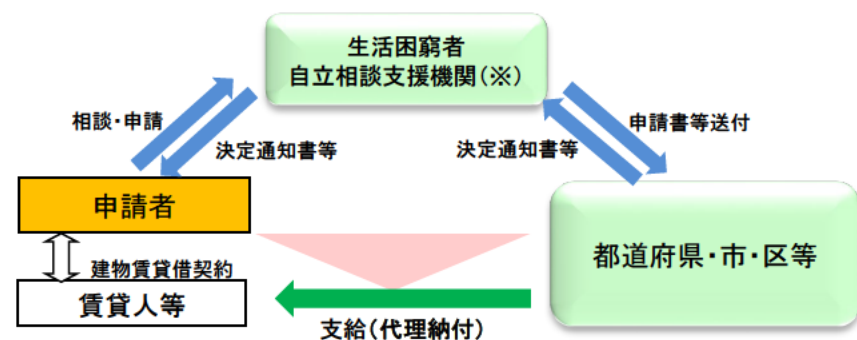 生活困窮者
自立相談支援機関(※)
相談・申請
申請書等送付
決定通知書等
決定通知書等
申請者
都道府県・市・区等
建物賃貸借契約
賃貸人等
支給(代理納付)